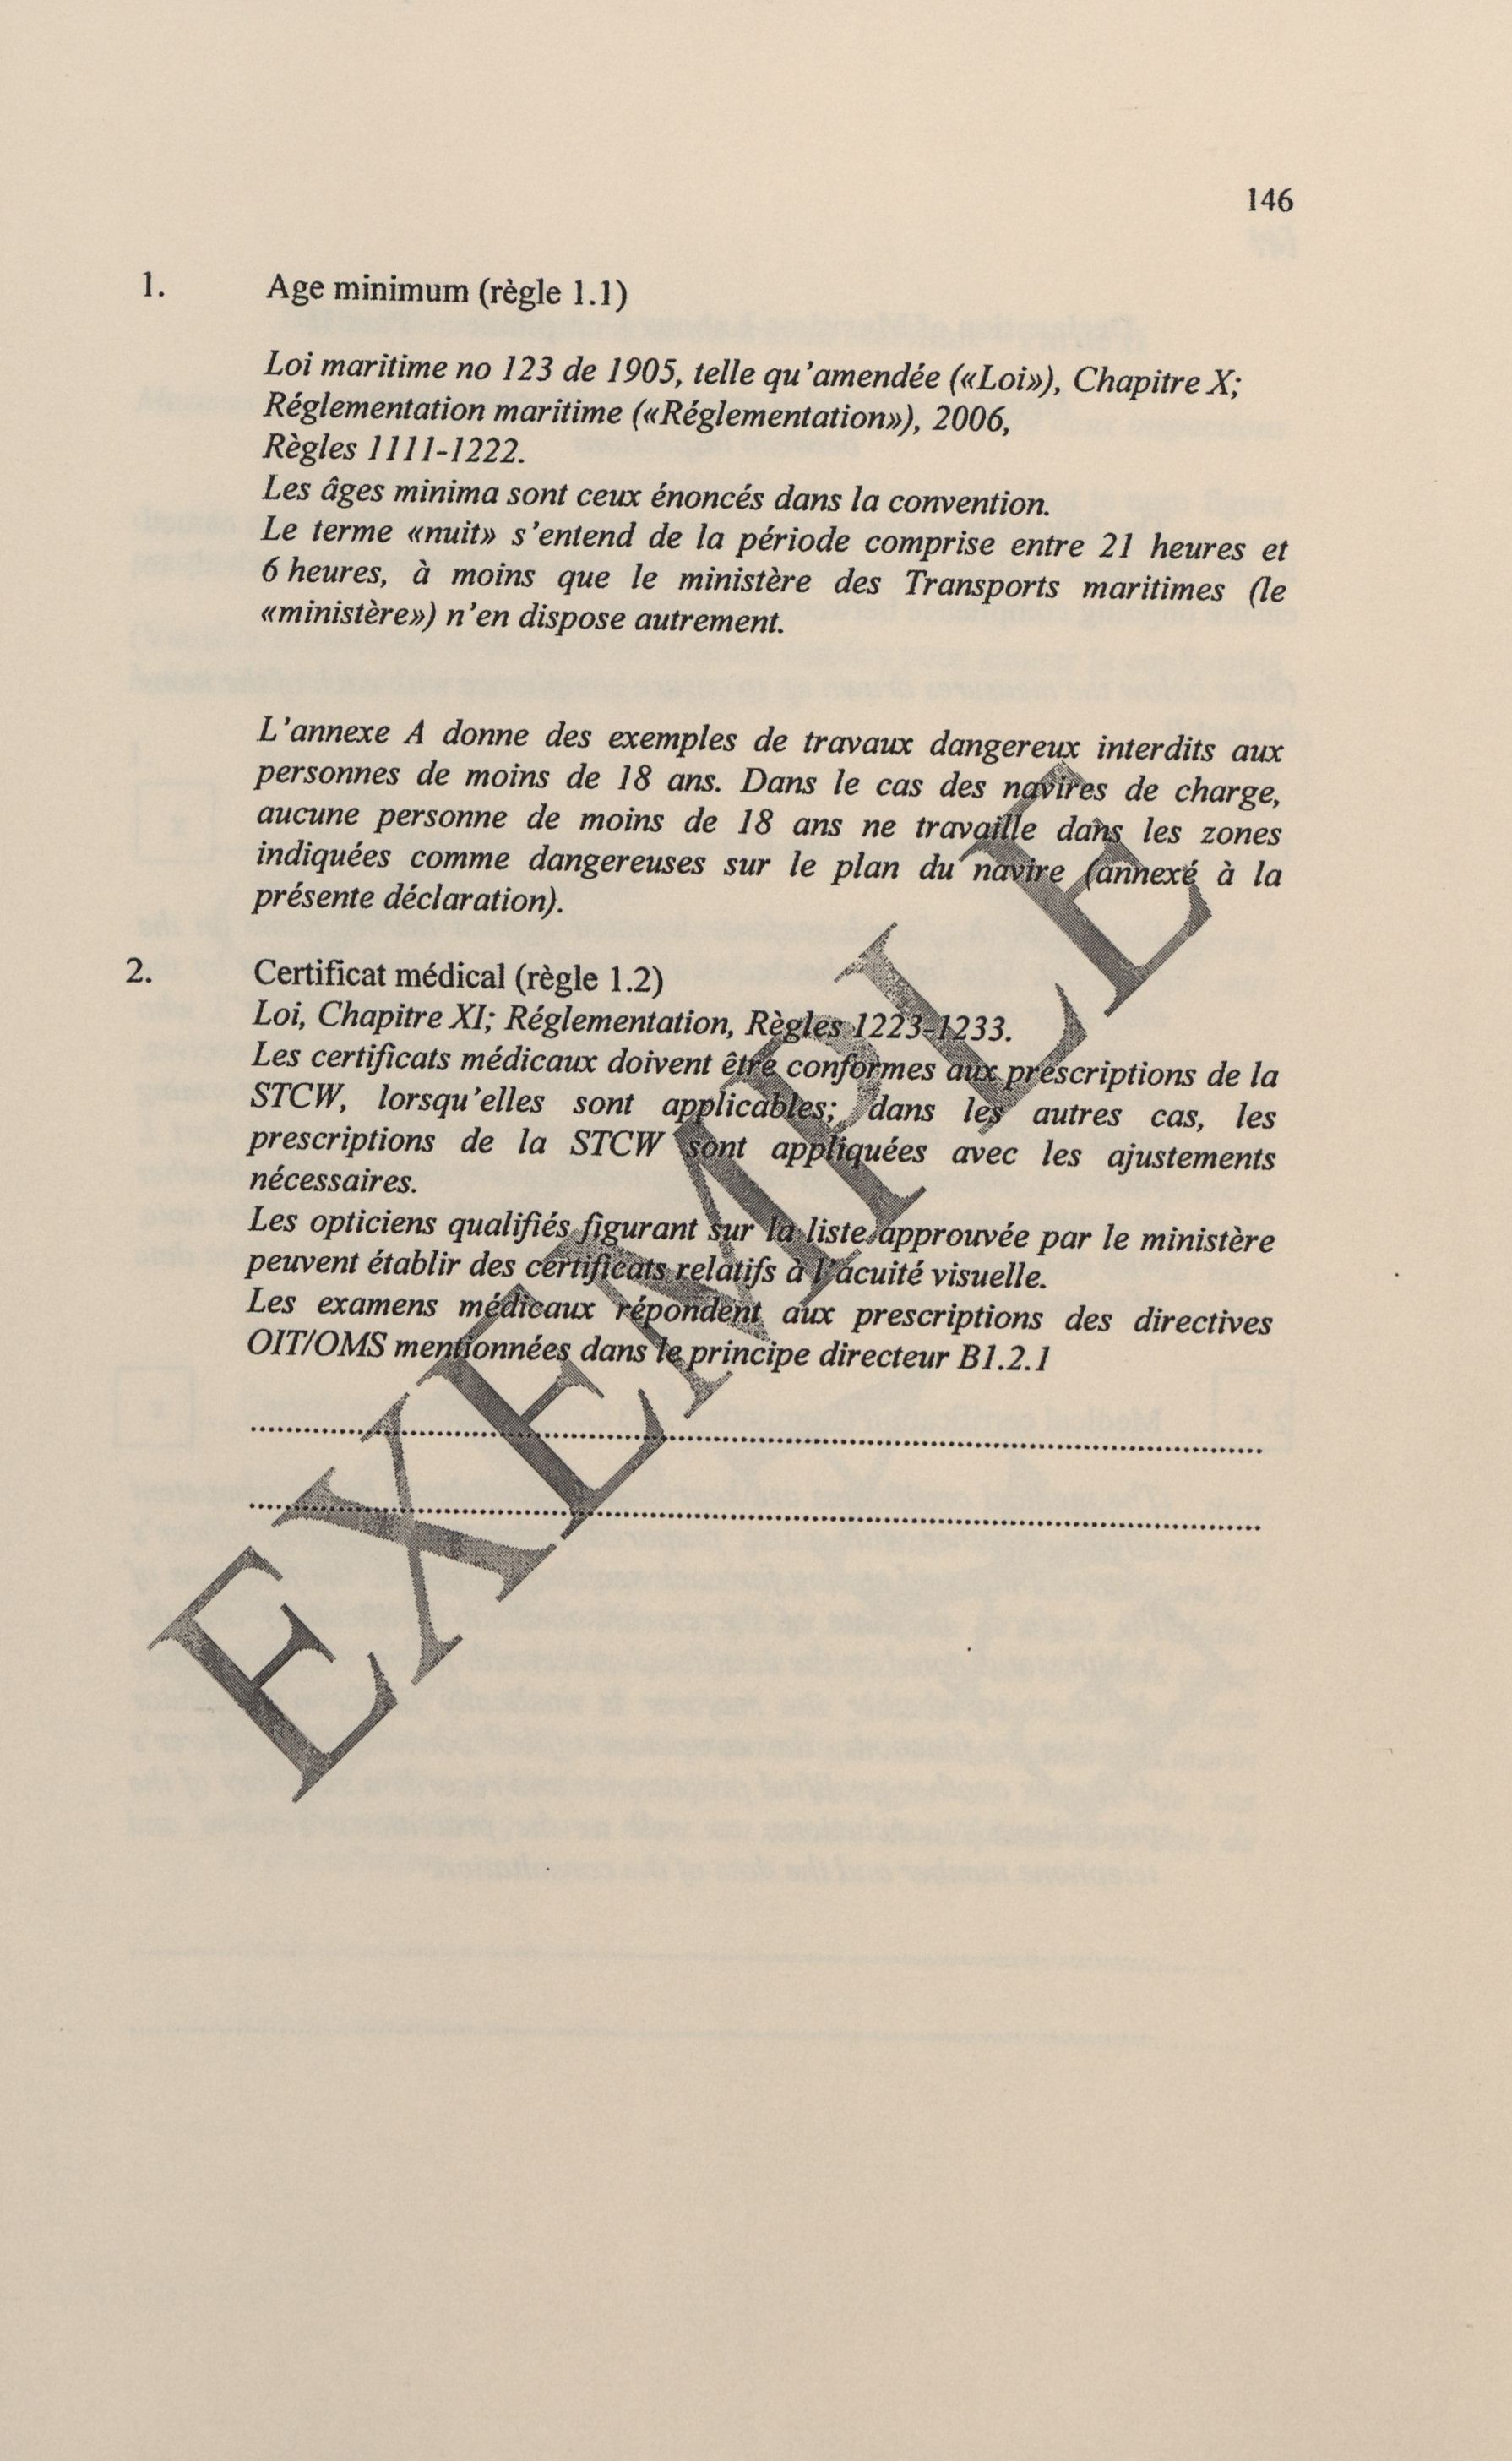 146
1. Age minimum (règle 1.1)
Loi maritime no 123 de 1905, telle qu'amendée («Loi»), Chapitre X;
Réglementation maritime («Réglementation»), 2006,
Règles 1111-1222.
Les âges minima sont ceux énoncés dans la convention.
Le terme «nuit» s'entend de la période comprise entre 21 heures et
6 heures, à moins que le ministère des Transports maritimes (le
«ministère») n'en dispose autrement.
L'annexe A donne des exemples de travaux dangereux interdits aux
personnes de moins de 18 ans. Dans le cas des navires de charge,
aucune personne de moins de 18 ans ne travaille dans les zones
indiquées comme dangereuses sur le plan du navire (annexé à la
présente déclaration).
2. Certificat médical (règle 1.2)
Loi, Chapitre XI; Réglementation, Règles 1223-1233.
Les certificats médicaux doivent être conformes aux prescriptions de la
STCW, lorsqu'elles sont applicables; dans les autres cas, les
prescriptions de la STCW sont appliquées avec les ajustements
nécessaires.
Les opticiens qualifiés figurant sur la liste approuvée par le ministère
peuvent établir des certificats relatifs à l'acuité visuelle.
Les examens médicaux répondent aux prescriptions des directives
OIT/OMS mentionnées dans le principe directeur B1.2.1
EXEMPLE